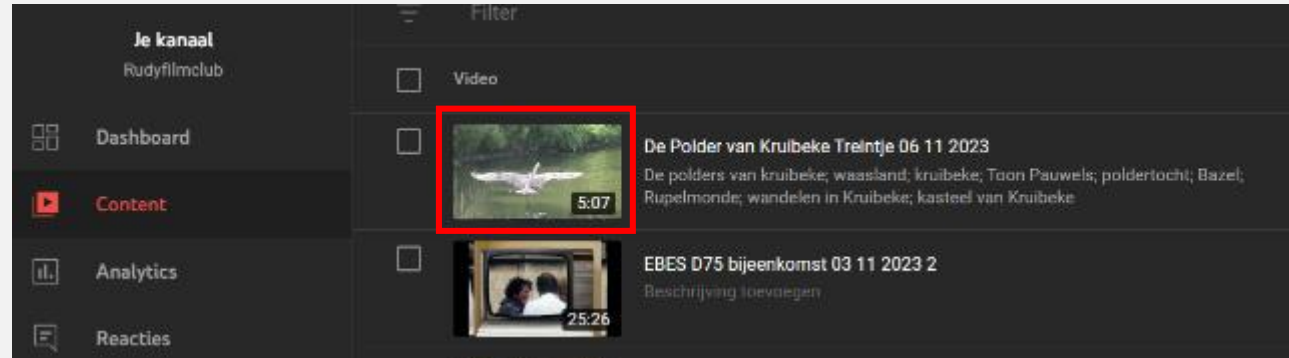 Filter
Je kanaal
Rudyfilmclub
Video
Dashboard
De Polder van Kruibeke Treintje 06 11 2023
De polders van kruibeke; waasland; kruibeke; Toon Pauwels; poldertocht; Bazel;
Rupelmonde; wandelen in Kruibeke; kasteel van Kruibeke
5:07
Content
EBES D75 bijeenkomst 03 11 2023 2
Beschrijving toevoegen
25:26
Analytics
Reacties